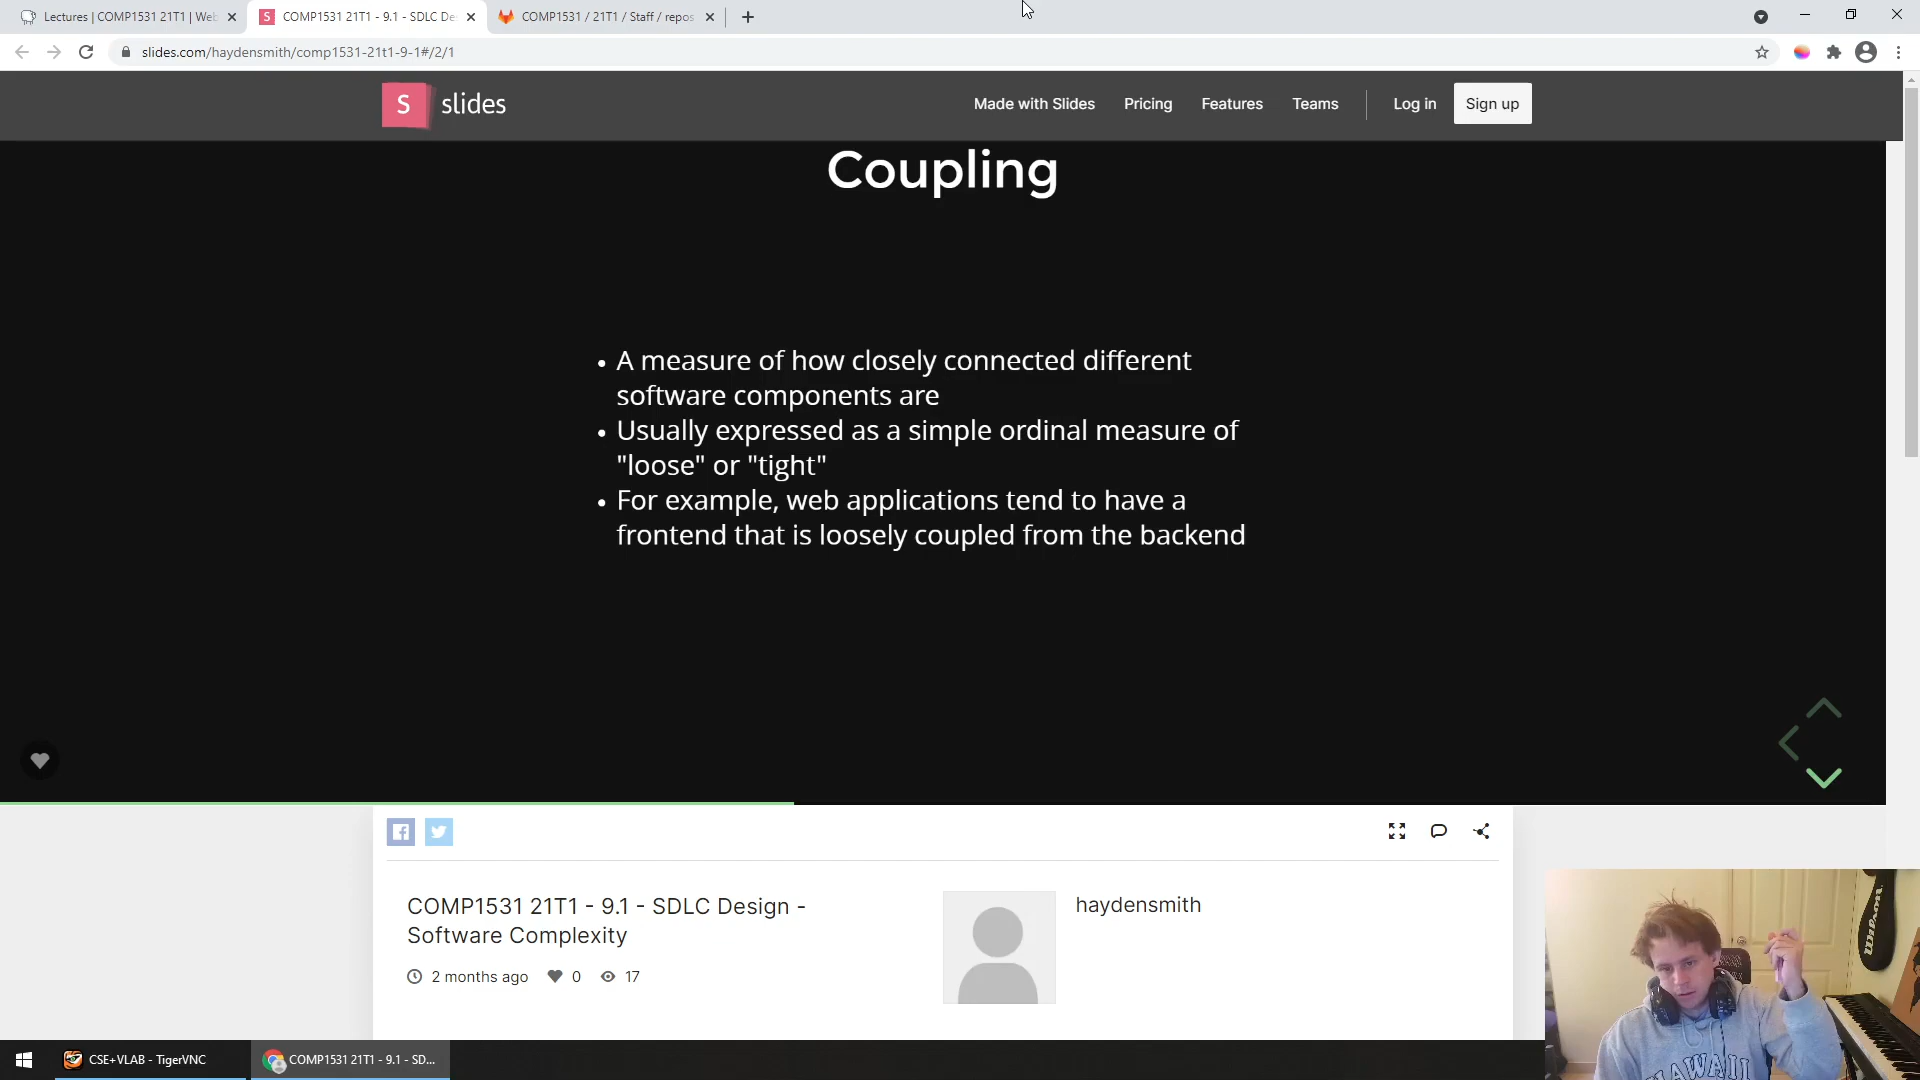 Lectures | COMP1531 21T1 | Web
COMP1531 21T1 - 9.1 - SDLC De
COMP1531 / 21T1 / Staff / repos
slides.com/haydensmith/comp1531-21t1-9-1#/2/1
S slides
Made with Slides Pricing Features Teams Log in Sign up
Coupling
• A measure of how closely connected different
software components are
• Usually expressed as a simple ordinal measure of
"loose" or "tight"
• For example, web applications tend to have a
frontend that is loosely coupled from the backend
COMP1531 21T1 - 9.1 - SDLC Design -
Software Complexity
haydensmith
2 months ago 0 17
Wilson
HAWAII
CSE+VLAB - TigerVNC
COMP1531 21T1 - 9.1 - SD...